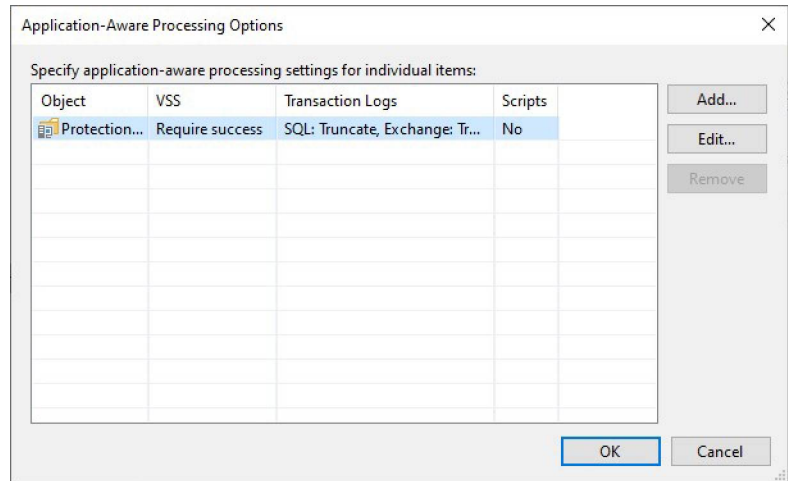 Application-Aware Processing Options
Specify application-aware processing settings for individual items:
Object VSS Transaction Logs Scripts
Protection... Require success SQL: Truncate, Exchange: Tr... No
Add...
Edit...
Remove
OK Cancel